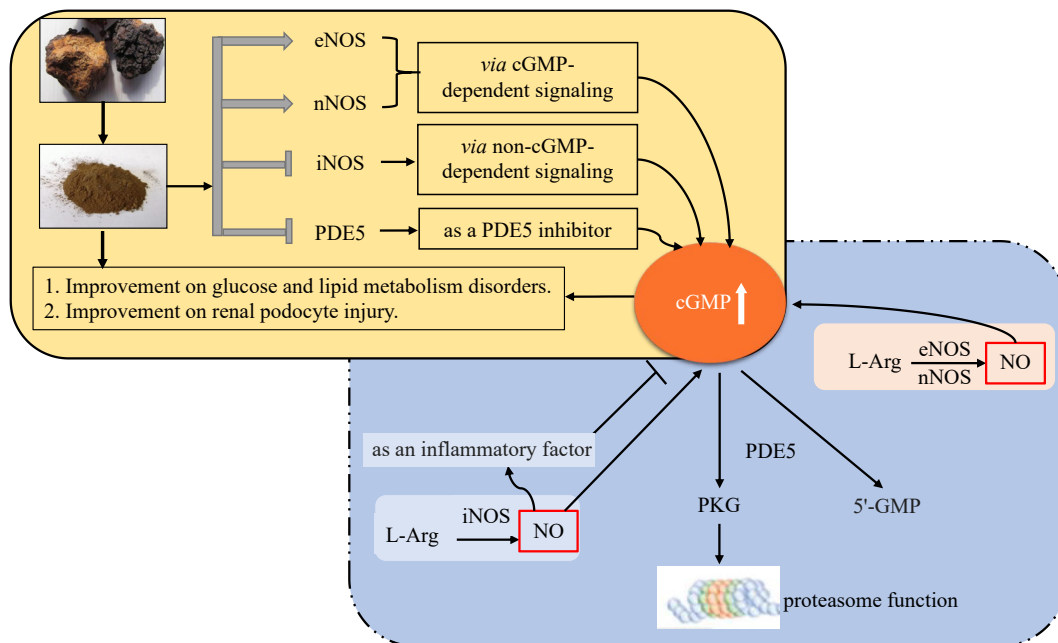 eNOS
nNOS
via cGMP-
dependent signaling
iNOS
via non-cGMP-
dependent signaling
PDE5
as a PDE5 inhibitor
1. Improvement on glucose and lipid metabolism disorders.
2. Improvement on renal podocyte injury.
cGMP
L-Arg
eNOS
nNOS
NO
as an inflammatory factor
L-Arg
iNOS
NO
PDE5
PKG
5'-GMP
proteasome function